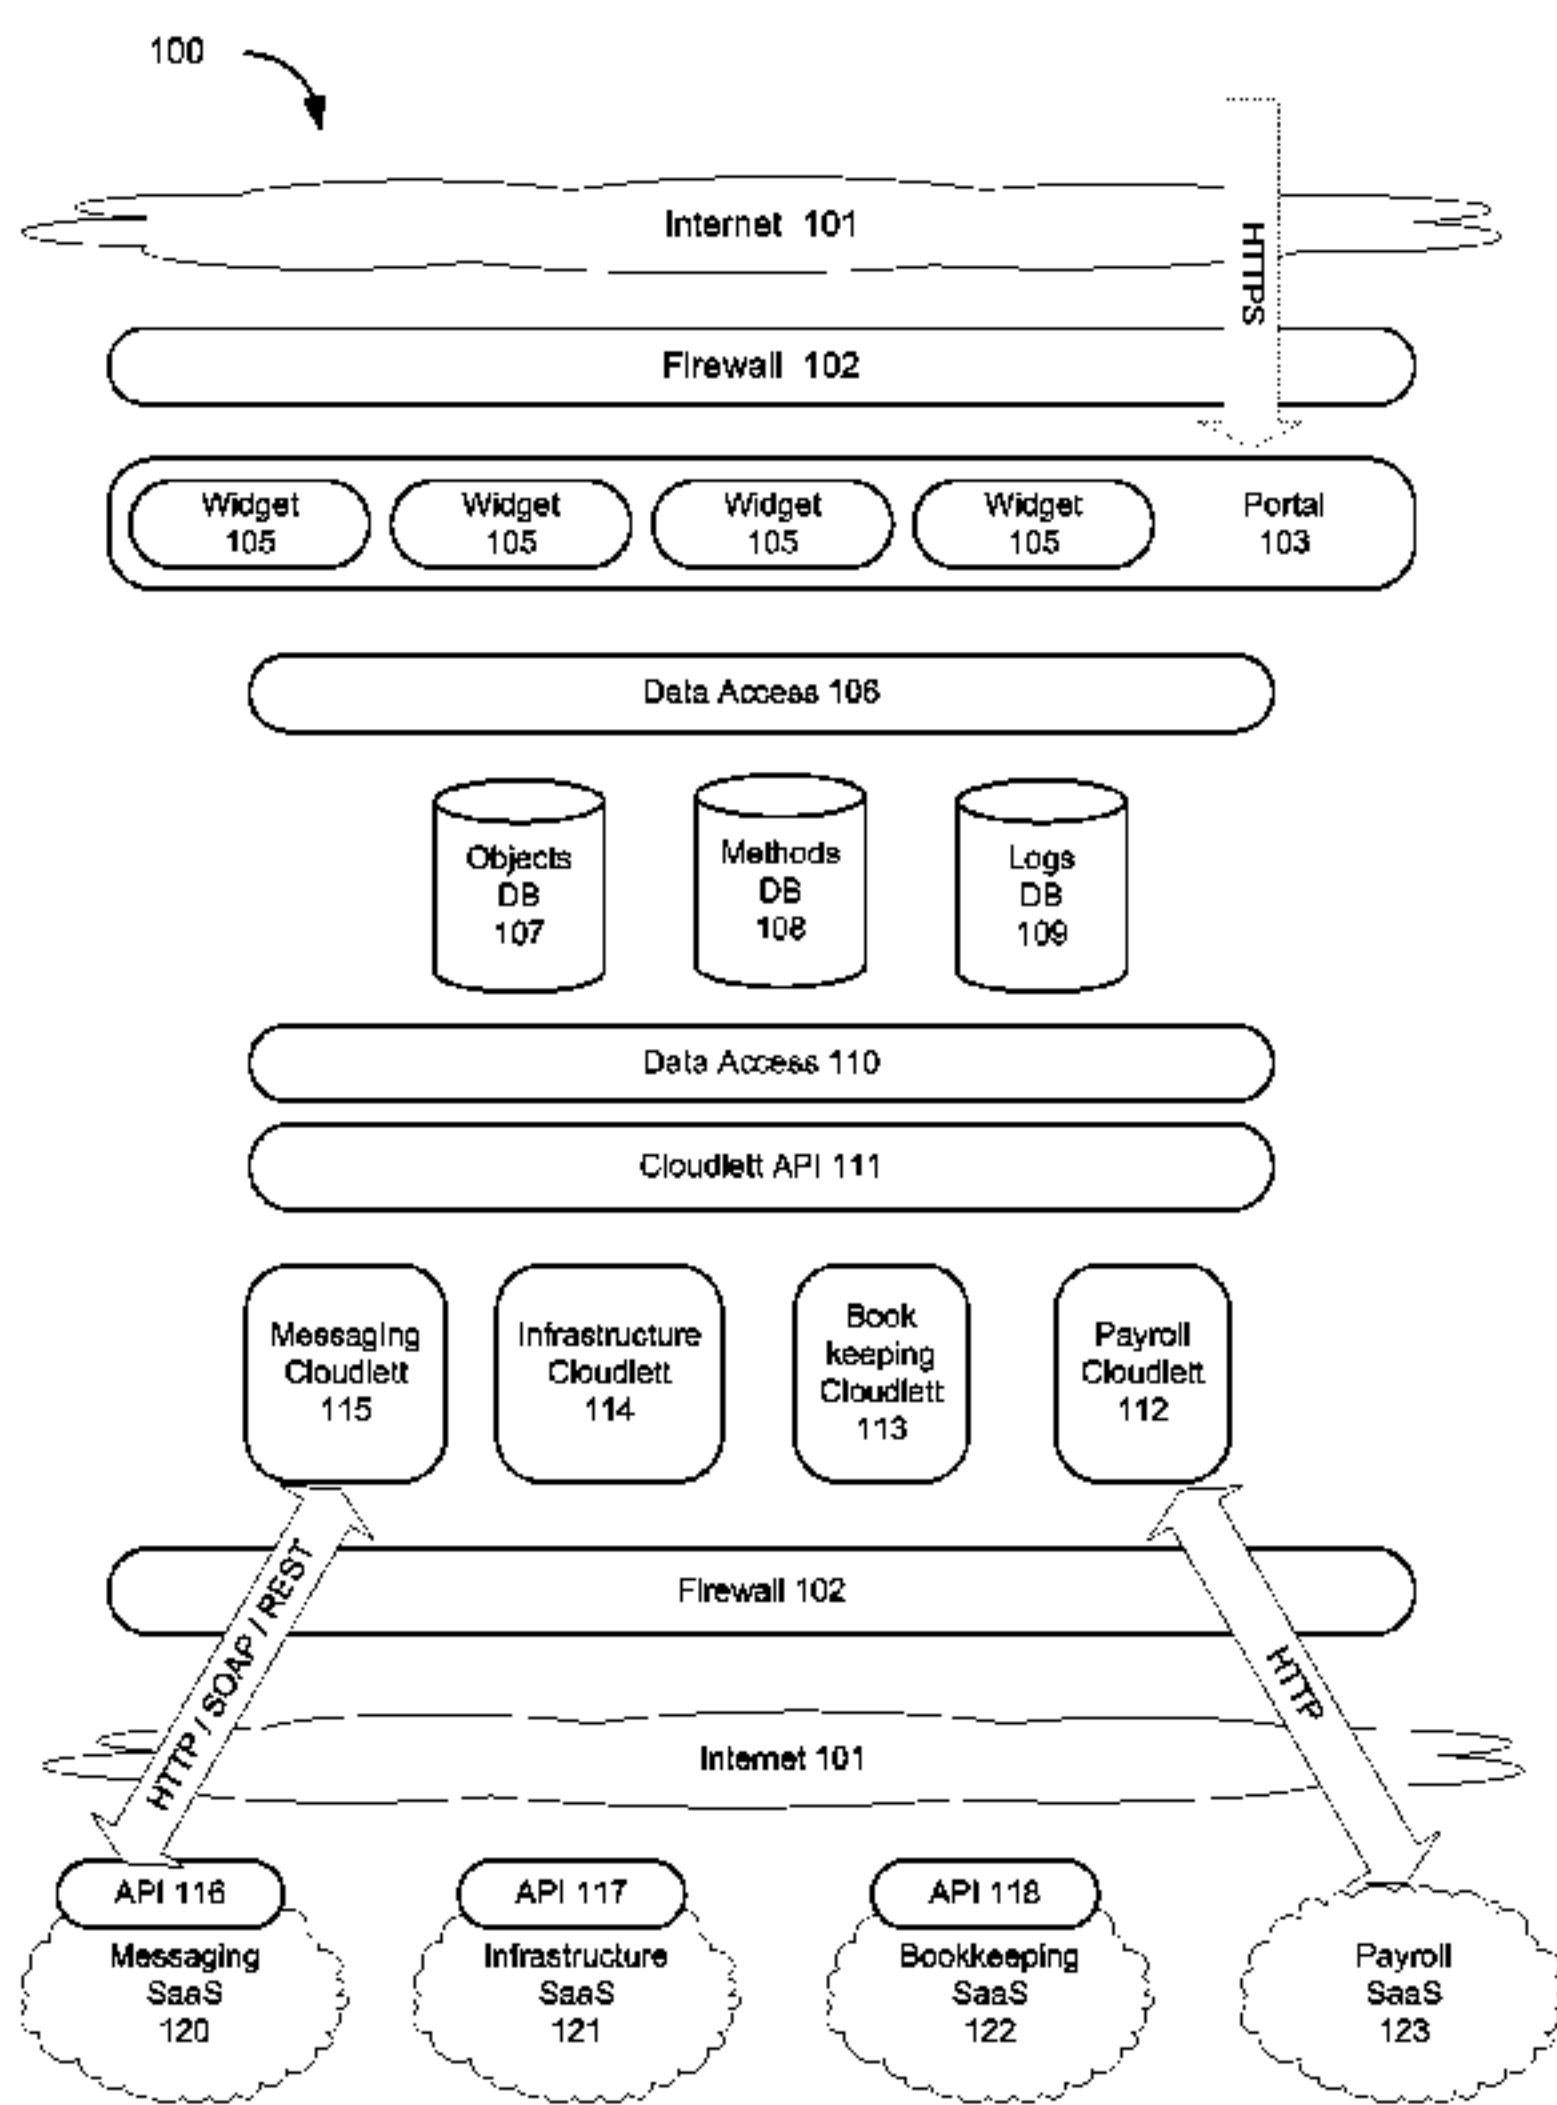 100
Internet 101
HTTPS
Firewall 102
Widget
105
Widget
105
Widget
105
Widget
105
Portal
103
Data Access 106
Objects
DB
107
Methods
DB
108
Logs
DB
109
Data Access 110
Cloudlett API 111
Messaging
Cloudlett
115
Infrastructure
Cloudlett
114
Book
keeping
Cloudlett
113
Payroll
Cloudlett
112
HTTP / SOAP / REST
Firewall 102
HTTP
Internet 101
API 116
Messaging
SaaS
120
API 117
Infrastructure
SaaS
121
API 118
Bookkeeping
SaaS
122
Payroll
SaaS
123